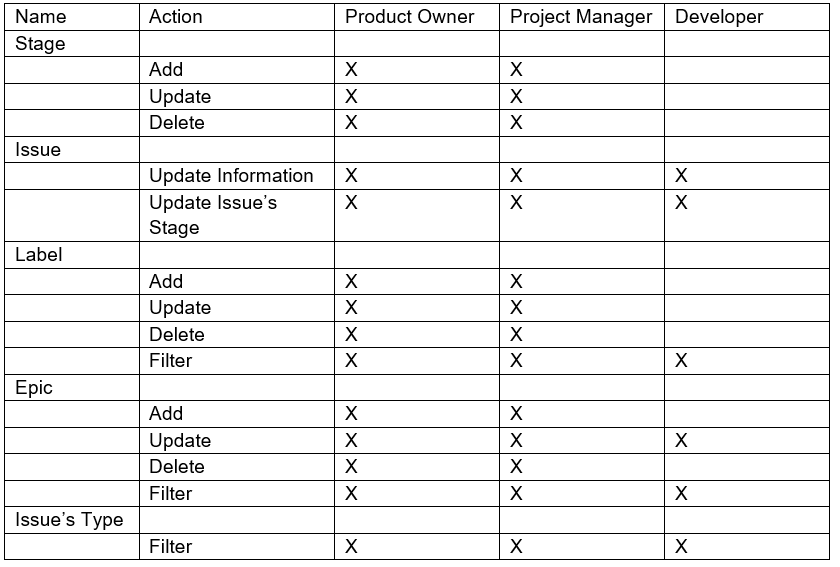 Name Action Product Owner Project Manager Developer
Stage
Add X X
Update X X
Delete X X
Issue
Update Information X X X
Update Issue’s X X X
Stage
Label
Add X X
Update X X
Delete X X
Filter X X X
Epic
Add X X
Update X X X
Delete X X
Filter X X X
Issue’s Type
Filter X X X